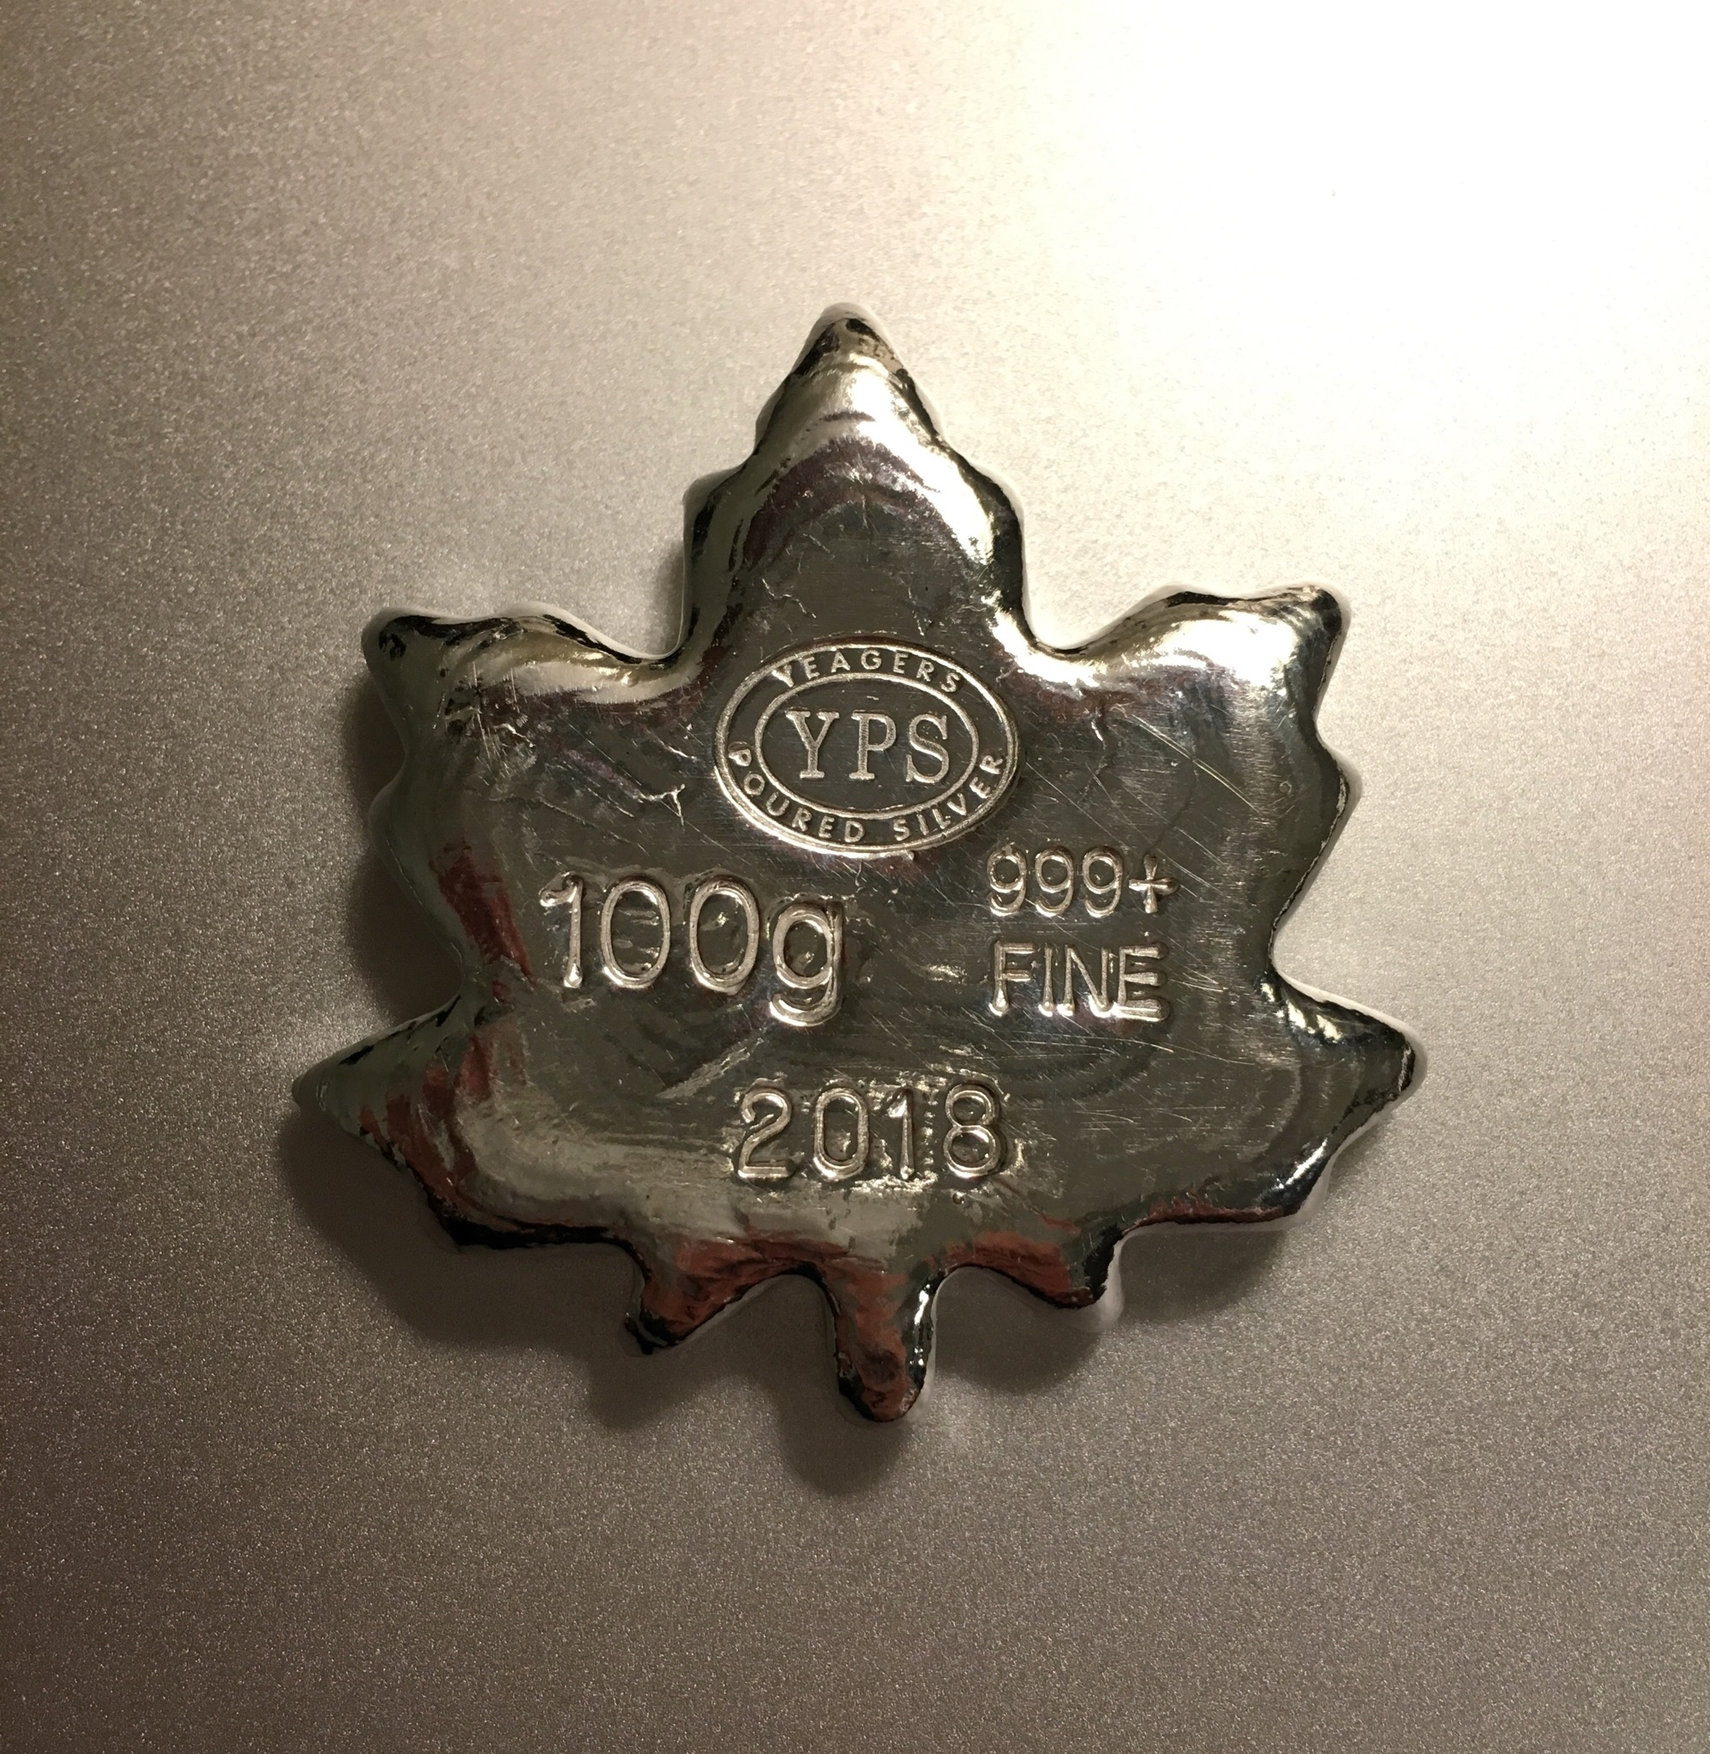 YEAGERS
YPS
POURED SILVER
100g
999+
FINE
2018